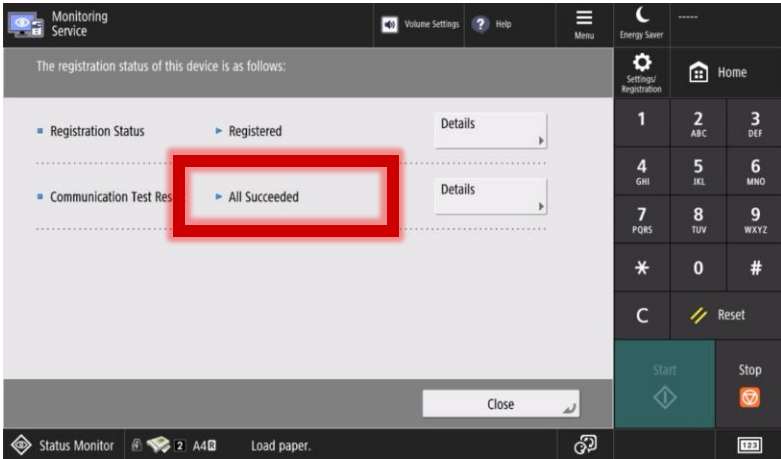 Monitoring
Service
Volume Settings
Help
Menu
Energy Saver
-----
The registration status of this device is as follows:
Settings/
Registration
Home
Registration Status
Registered
Details
Communication Test Res
All Succeeded
Details
1
2
ABC
3
DEF
4
GHI
5
JKL
6
MNO
7
PQRS
8
TUV
9
WXYZ
*
0
#
C
Reset
Start
Stop
Close
Status Monitor
2 A4R
Load paper.
123